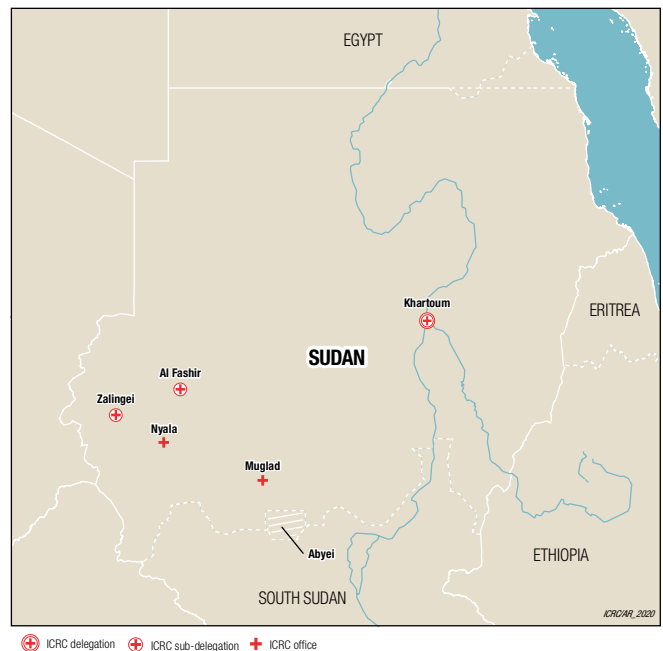 EGYPT
Khartoum
ERITREA
SUDAN
Al Fashir
Zalingei
Nyala
Muglad
Abyei
ETHIOPIA
SOUTH SUDAN
ICRC/AR_2020
ICRC delegation ICRC sub-delegation ICRC office